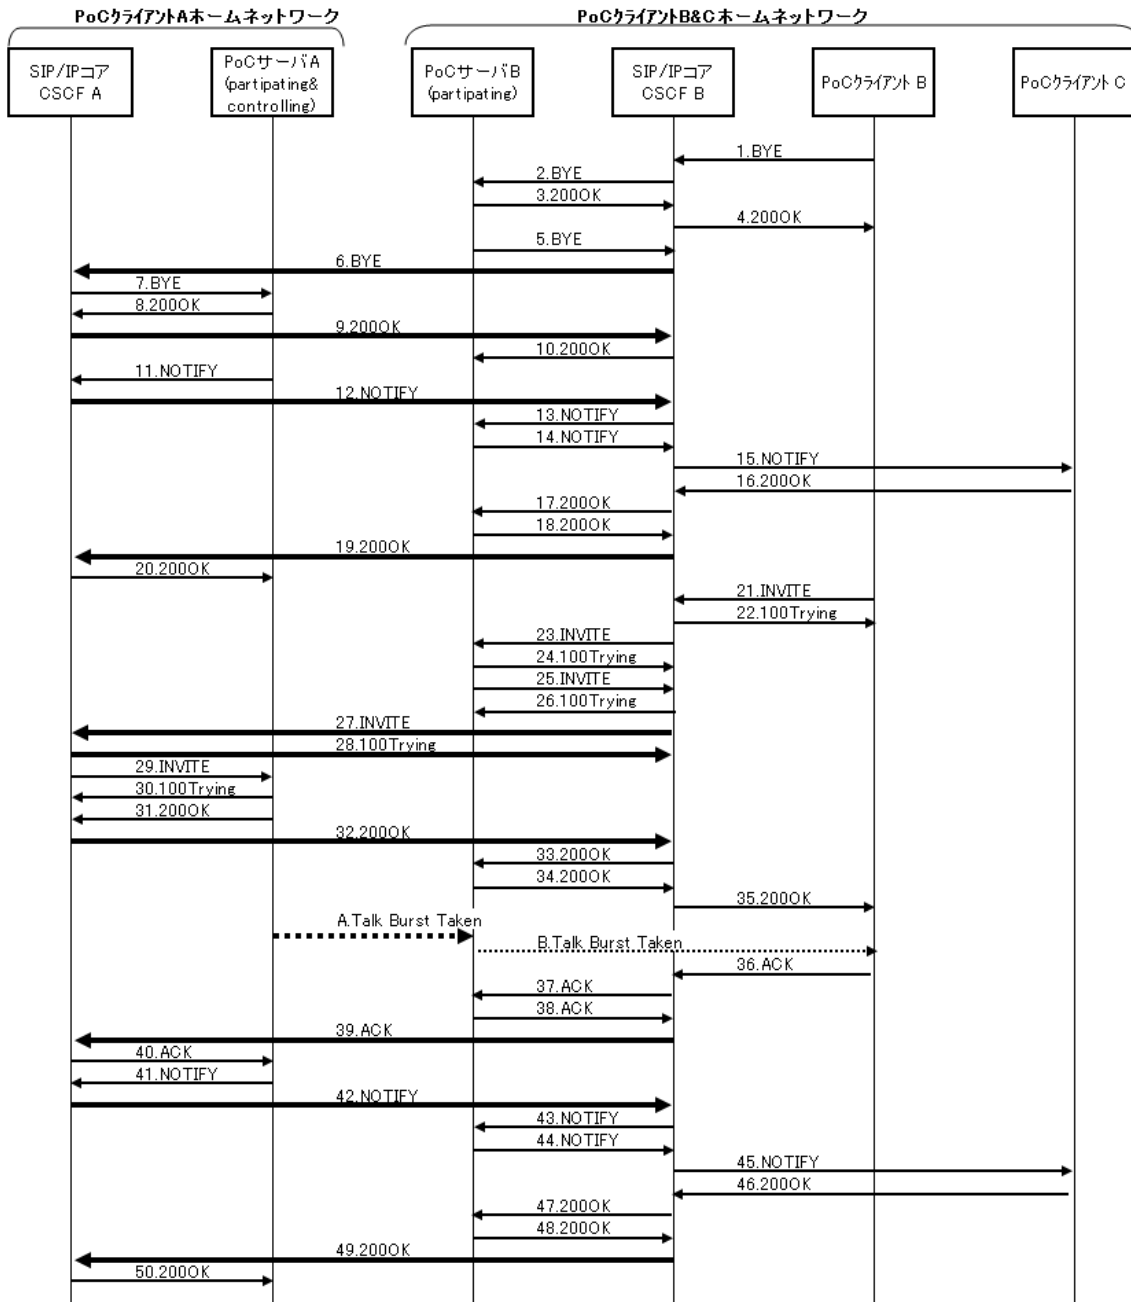 PoCクライアントAホームネットワーク
PoCクライアントB&Cホームネットワーク
SIP/IPコア
CSCF A
PoCサーバA
(partipating&
controlling)
PoCサーバB
(partipating)
SIP/IPコア
CSCF B
PoCクライアント B
PoCクライアント C
1.BYE
2.BYE
3.200OK
4.200OK
5.BYE
6.BYE
7.BYE
8.200OK
9.200OK
10.200OK
11.NOTIFY
12.NOTIFY
13.NOTIFY
14.NOTIFY
15.NOTIFY
16.200OK
17.200OK
18.200OK
19.200OK
20.200OK
21.INVITE
22.100Trying
23.INVITE
24.100Trying
25.INVITE
26.100Trying
27.INVITE
28.100Trying
29.INVITE
30.100Trying
31.200OK
32.200OK
33.200OK
34.200OK
35.200OK
A.Talk Burst Taken
B.Talk Burst Taken
36.ACK
37.ACK
38.ACK
39.ACK
40.ACK
41.NOTIFY
42.NOTIFY
43.NOTIFY
44.NOTIFY
45.NOTIFY
46.200OK
47.200OK
48.200OK
49.200OK
50.200OK